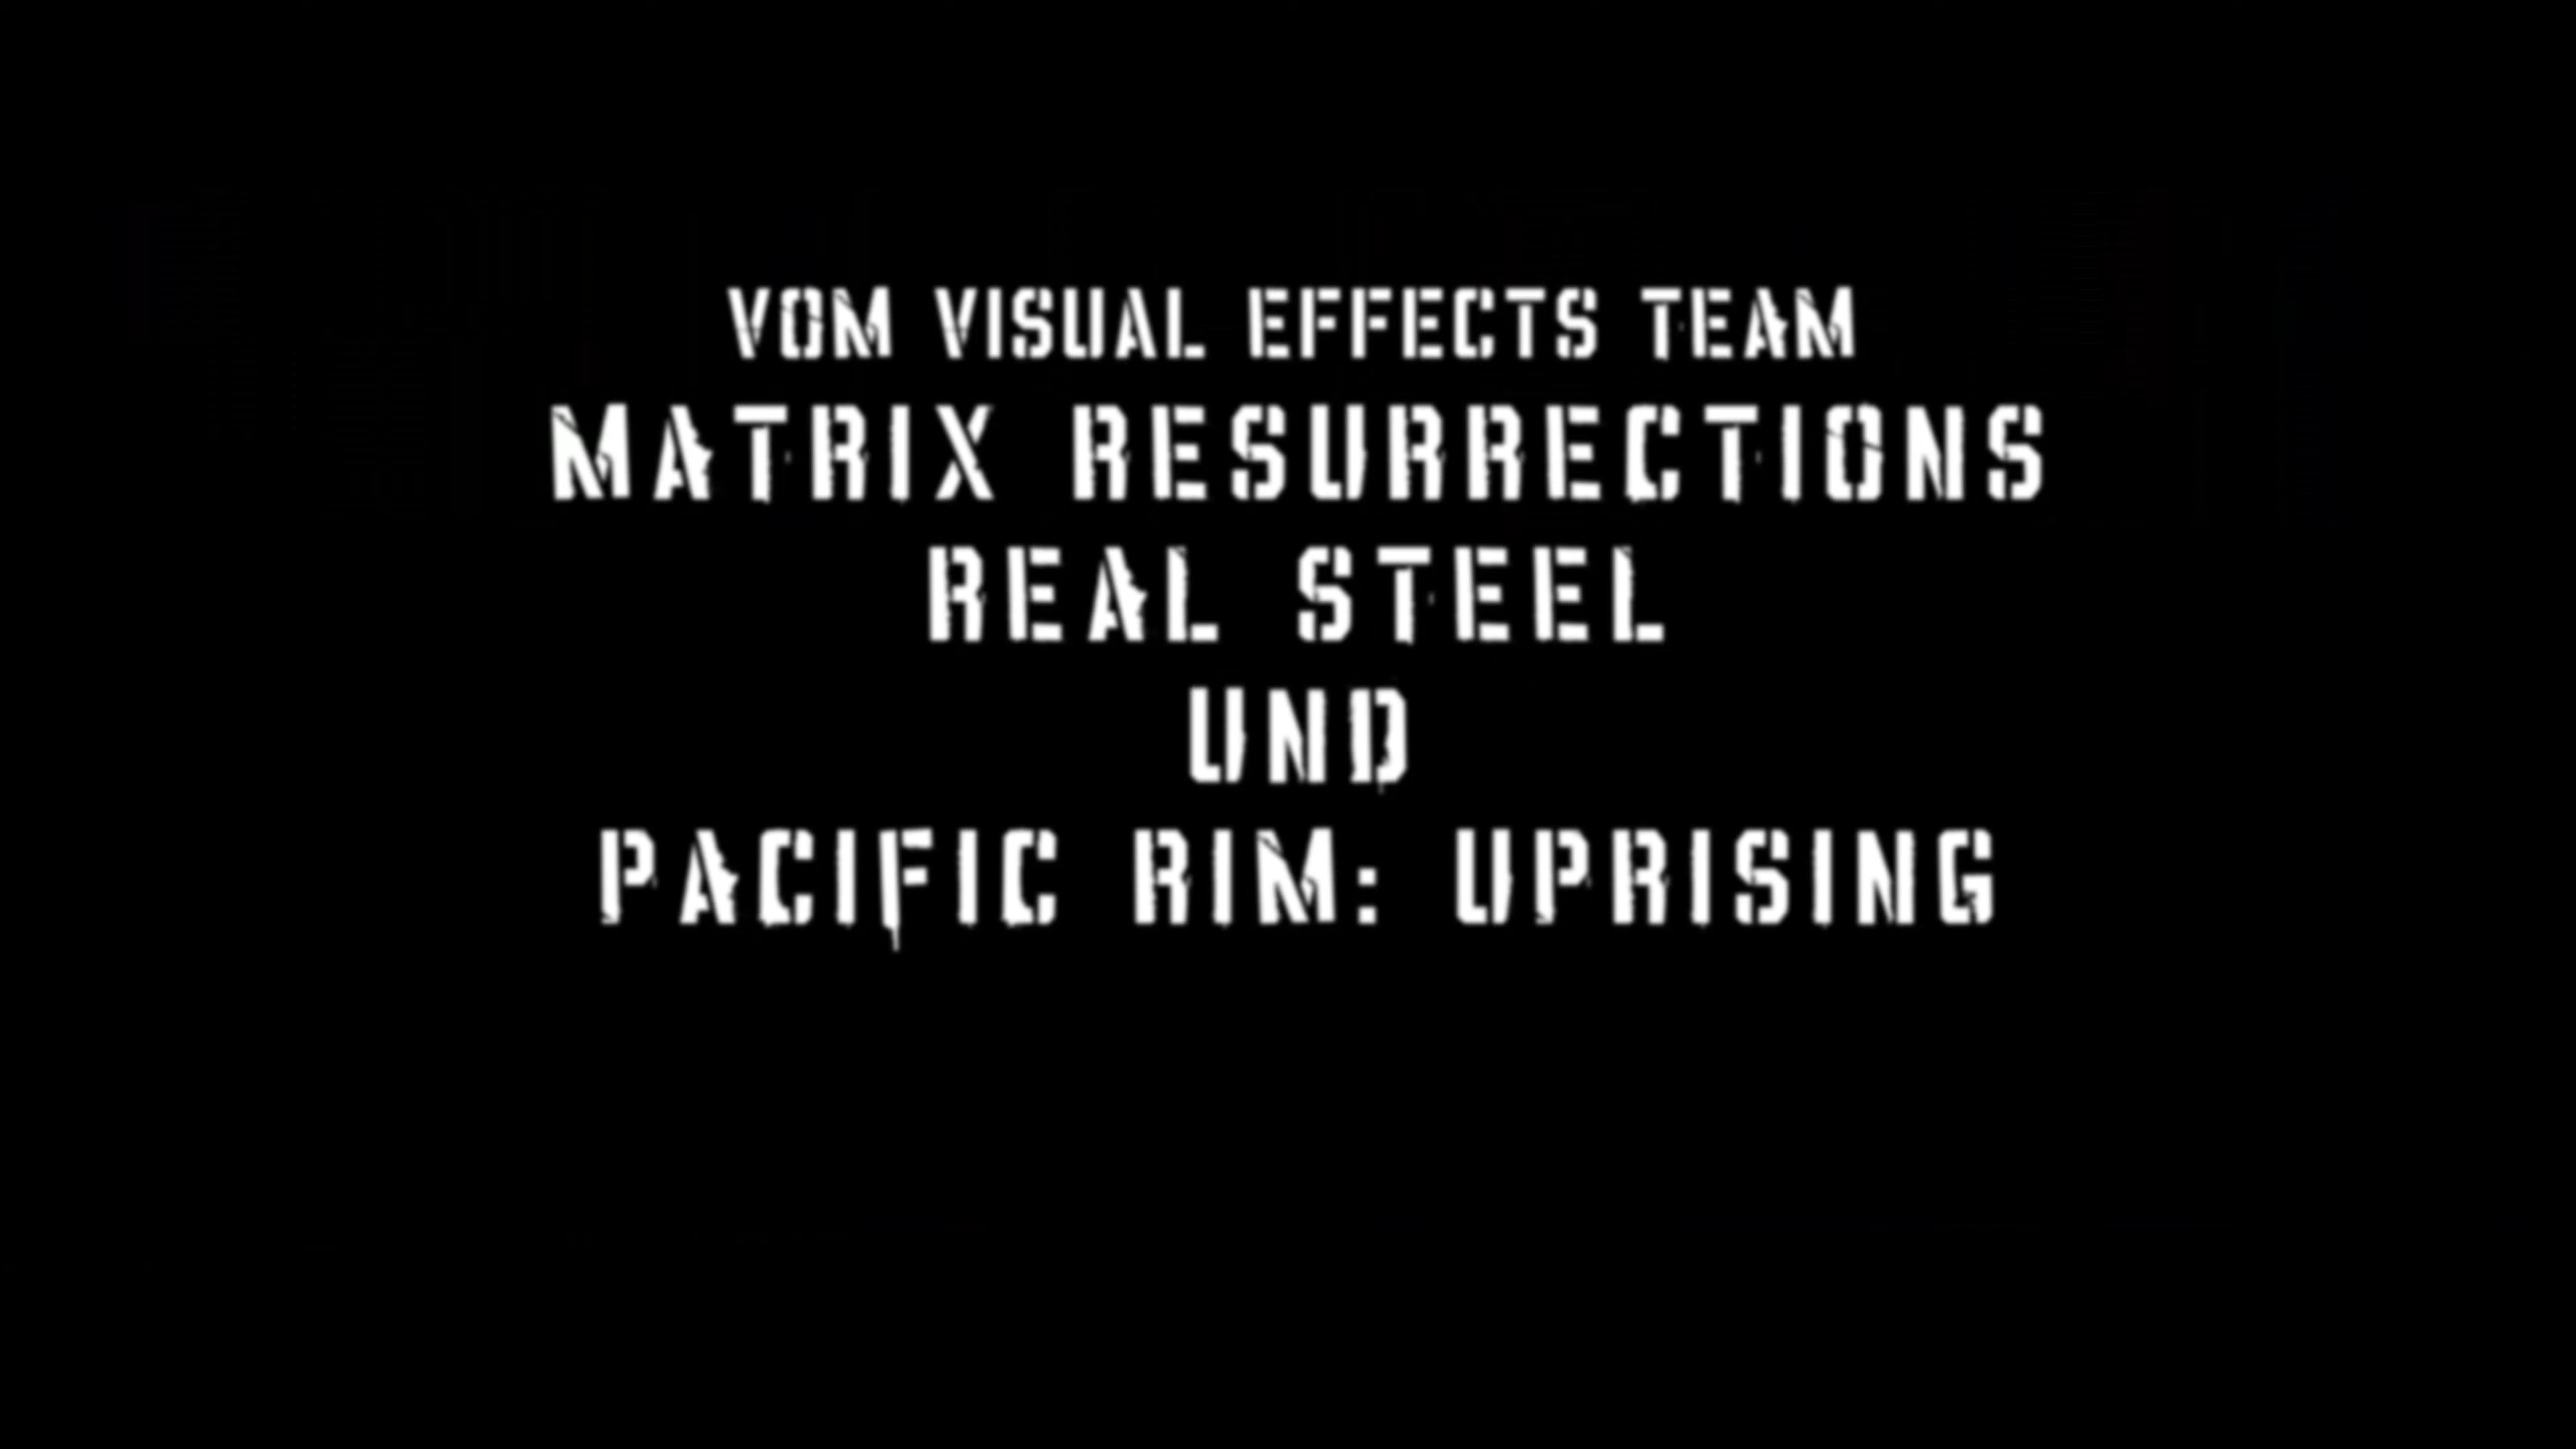 VOM VISUAL EFFECTS TEAM
MATRIX RESURRECTIONS
REAL STEEL
UND
PACIFIC RIM: UPRISING